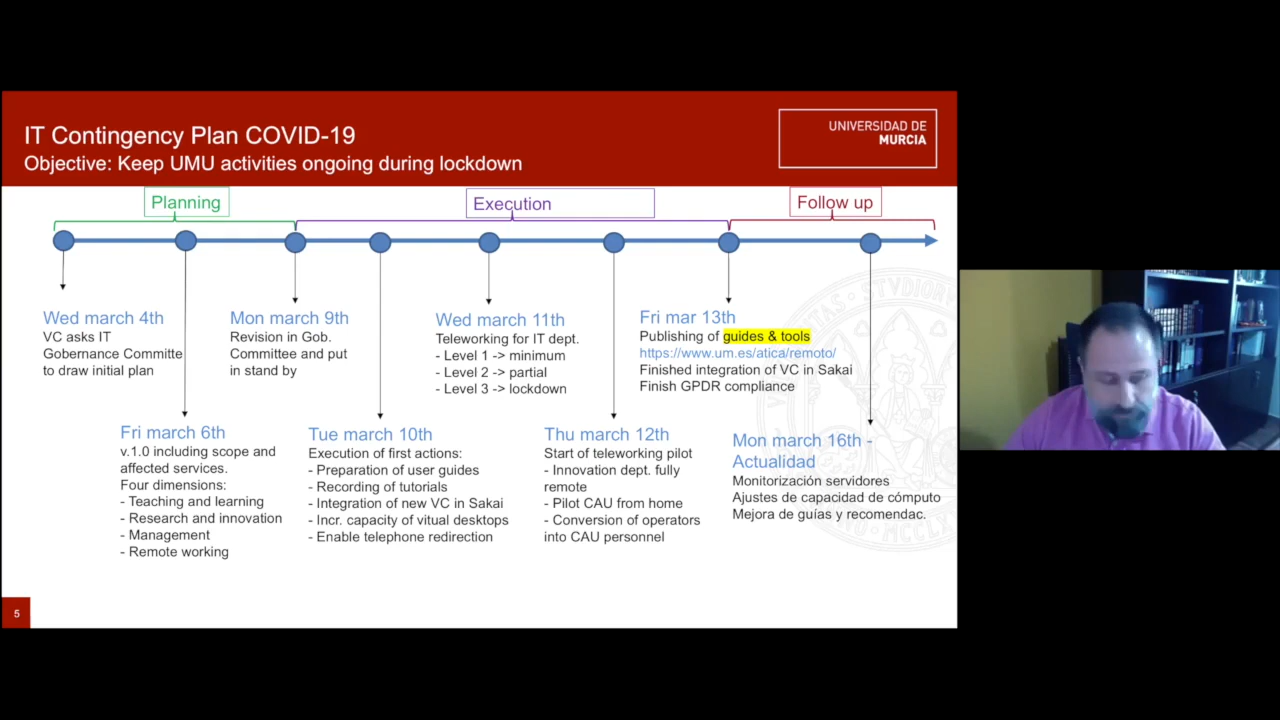 IT Contingency Plan COVID-19
Objective: Keep UMU activities ongoing during lockdown
UNIVERSIDAD DE
MURCIA
Planning
Execution
Follow up
Wed march 4th
VC asks IT
Gobernance Committe
to draw initial plan
Fri march 6th
v.1.0 including scope and
affected services.
Four dimensions:
- Teaching and learning
- Research and innovation
- Management
- Remote working
Mon march 9th
Revision in Gob.
Committee and put
in stand by
Tue march 10th
Execution of first actions:
- Preparation of user guides
- Recording of tutorials
- Integration of new VC in Sakai
- Incr. capacity of vitual desktops
- Enable telephone redirection
Wed march 11th
Teleworking for IT dept.
- Level 1 -> minimum
- Level 2 -> partial
- Level 3 -> lockdown
Thu march 12th
Start of teleworking pilot
- Innovation dept. fully
remote
- Pilot CAU from home
- Conversion of operators
into CAU personnel
Fri mar 13th
Publishing of guides & tools
https://www.um.es/atica/remoto/
Finished integration of VC in Sakai
Finish GPDR compliance
Mon march 16th -
Actualidad
Monitorización servidores
Ajustes de capacidad de cómputo
Mejora de guías y recomendac.
5